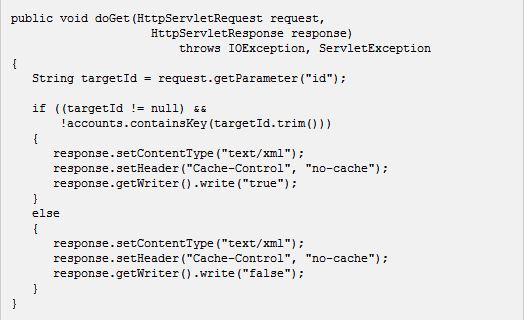 public void doGet(HttpServletRequest request,
                  HttpServletResponse response)
                      throws IOException, ServletException
{
   String targetId = request.getParameter("id");

   if ((targetId != null) &&
       !accounts.containsKey(targetId.trim()))
   {
      response.setContentType("text/xml");
      response.setHeader("Cache-Control", "no-cache");
      response.getWriter().write("true");
   }
   else
   {
      response.setContentType("text/xml");
      response.setHeader("Cache-Control", "no-cache");
      response.getWriter().write("false");
   }
}